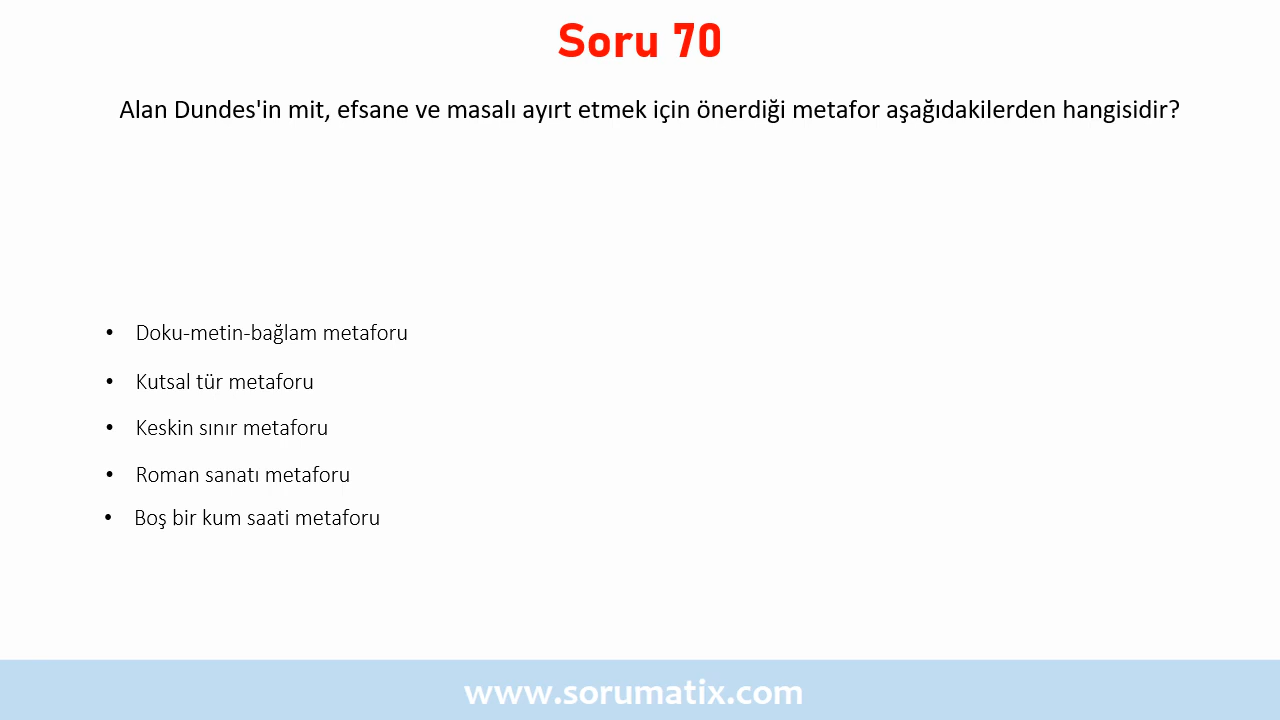 Soru 70
Alan Dundes'in mit, efsane ve masalı ayırt etmek için önerdiği metafor aşağıdakilerden hangisidir?
• Doku-metin-bağlam metaforu
• Kutsal tür metaforu
• Keskin sınır metaforu
• Roman sanatı metaforu
• Boş bir kum saati metaforu
www.sorumatix.com